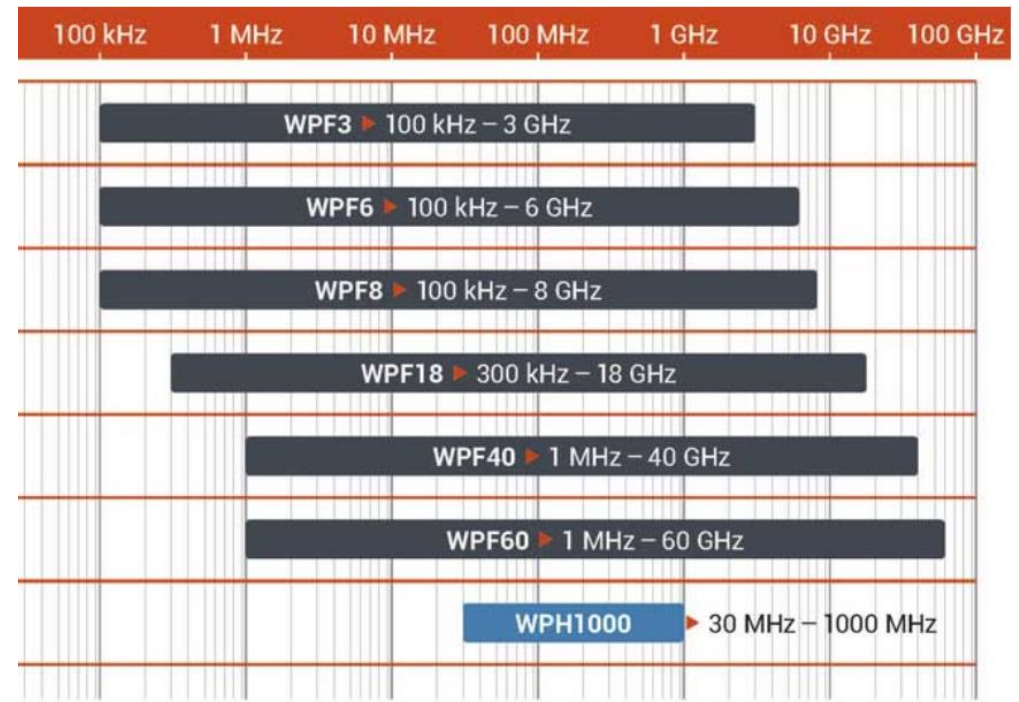 100 kHz 1 MHz 10 MHz 100 MHz 1 GHz 10 GHz 100 GHz
WPF3 ▶ 100 kHz – 3 GHz
WPF6 ▶ 100 kHz – 6 GHz
WPF8 ▶ 100 kHz – 8 GHz
WPF18 ▶ 300 kHz – 18 GHz
WPF40 ▶ 1 MHz – 40 GHz
WPF60 ▶ 1 MHz – 60 GHz
WPH1000 ▶ 30 MHz – 1000 MHz